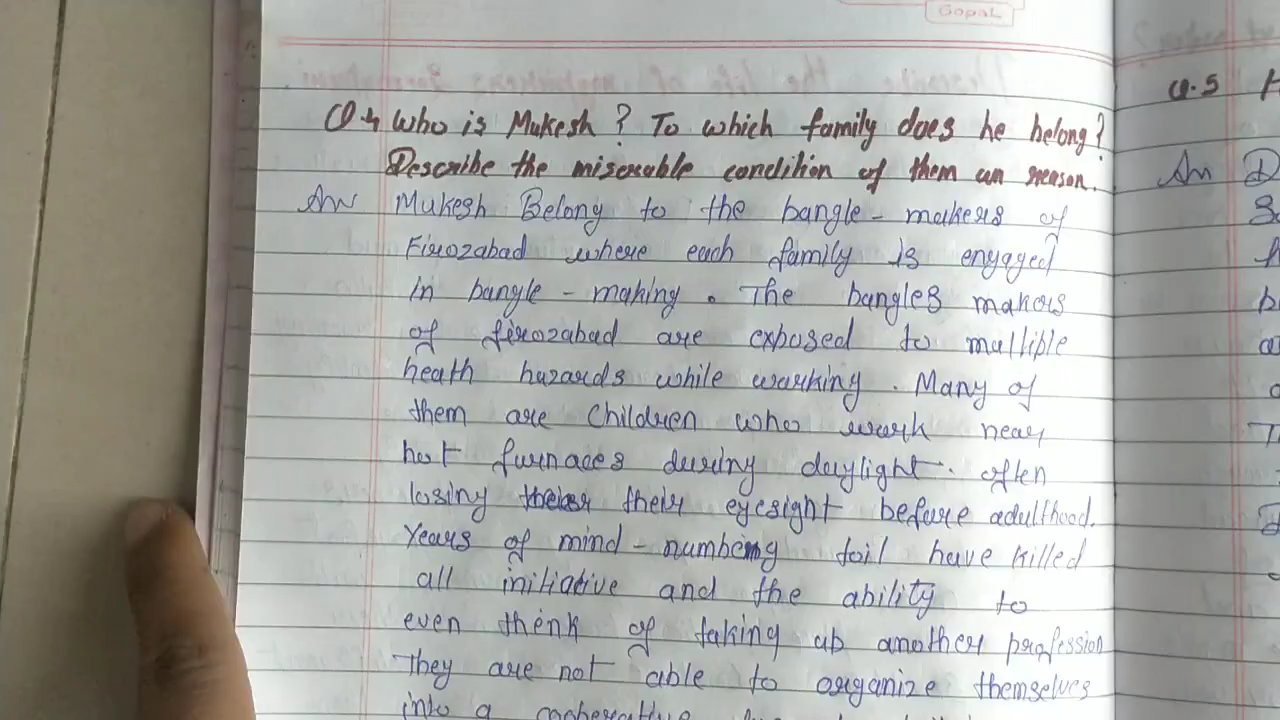 Gopal
Q 4 Who is Mukesh ? To which family does he belong?
Describe the miserable condition of them an reason.
Ans Mukesh Belong to the bangle - makers of
Firozabad where each family is engaged
in bangle - making . The bangles makers
of firozabad are exposed to multiple
heath hazards while working . Many of
them are children who work near
hot furnaces during daylight. often
losing their eyesight before adulthood.
Years of mind - numbing toil have killed
all initiative and the ability to
even think of taking up another profession
They are not able to organize themselves
into a cooperative
Q.5
Ans